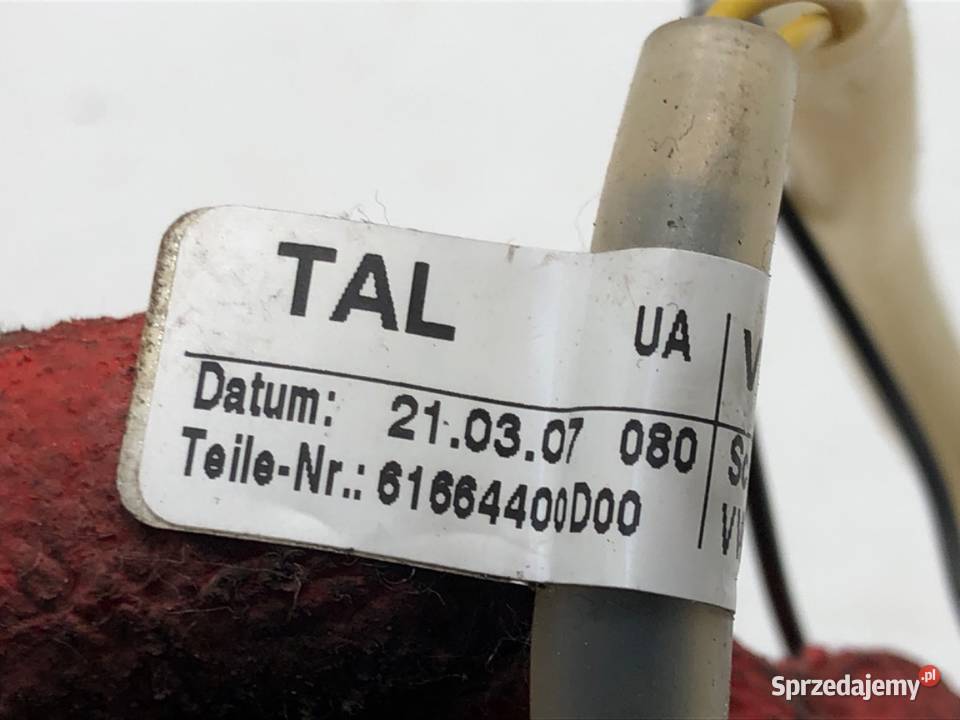 TAL UA
Datum: 21.03.07 080
Teile-Nr.: 61664400D00
Sprzedajemy.pl